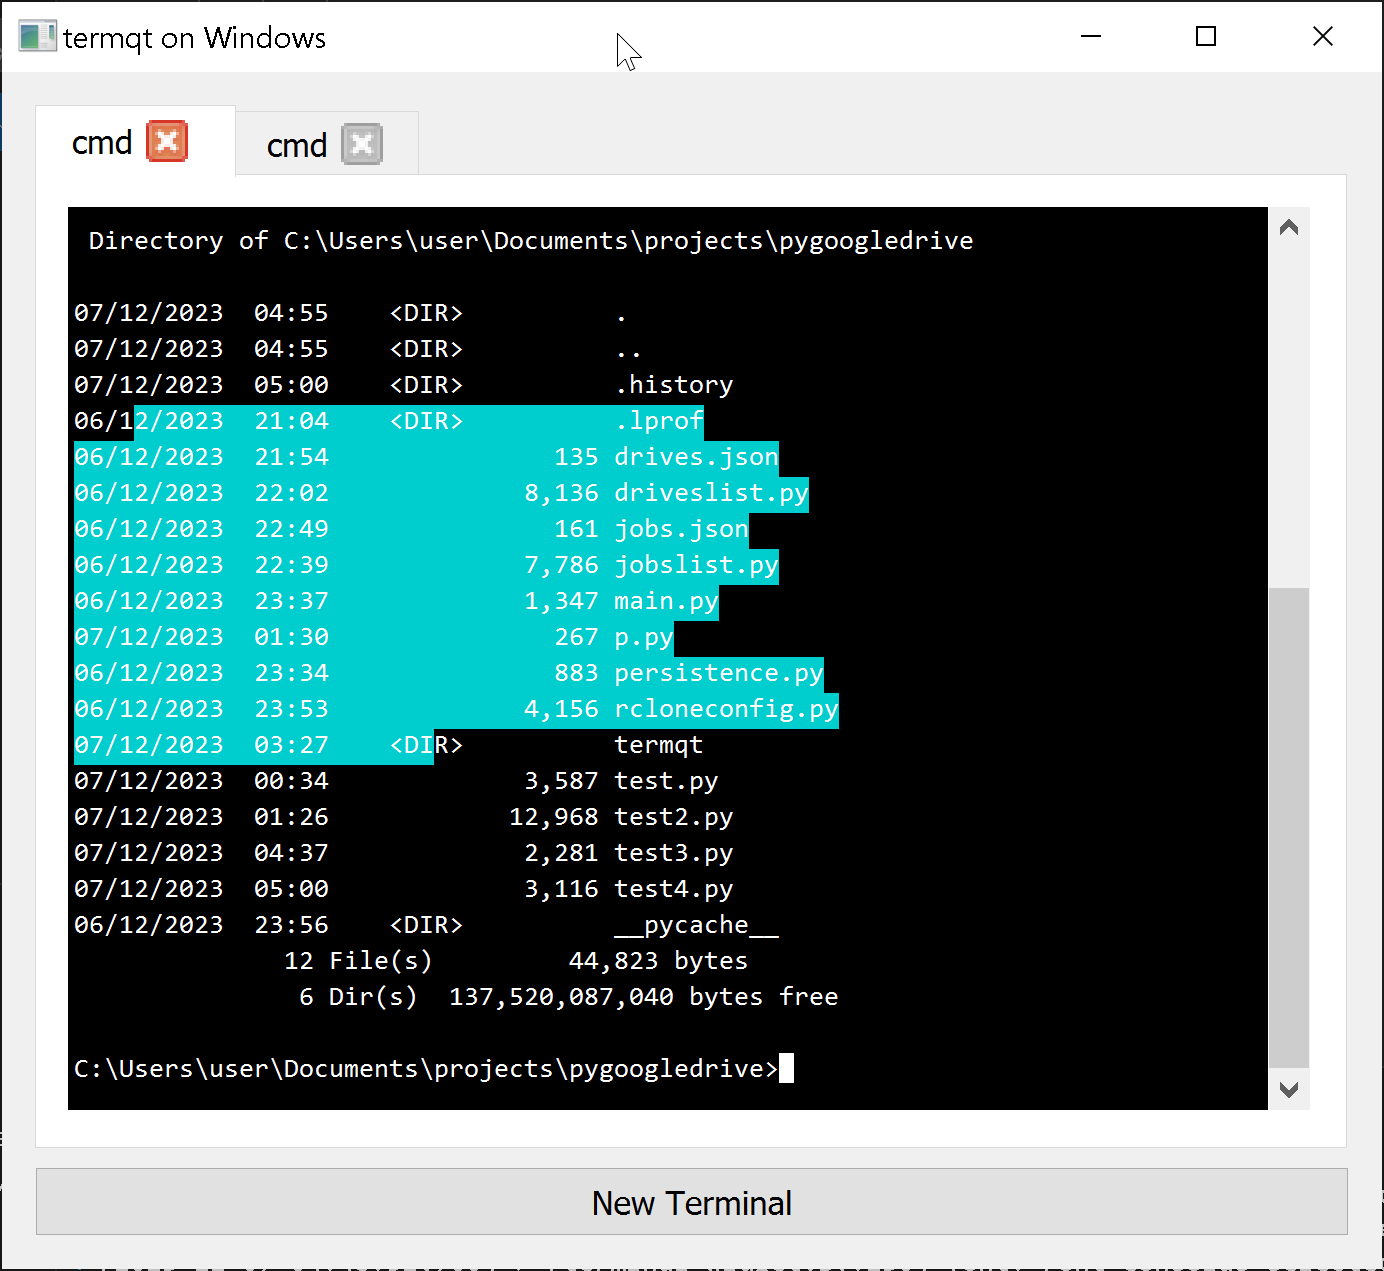 termqt on Windows
cmd cmd
Directory of C:\Users\user\Documents\projects\pygoogledrive
07/12/2023  04:55    <DIR>          .
07/12/2023  04:55    <DIR>          ..
07/12/2023  05:00    <DIR>          .history
06/12/2023  21:04    <DIR>          .lprof
06/12/2023  21:54               135 drives.json
06/12/2023  22:02             8,136 driveslist.py
06/12/2023  22:49               161 jobs.json
06/12/2023  22:39             7,786 jobslist.py
06/12/2023  23:37             1,347 main.py
07/12/2023  01:30               267 p.py
06/12/2023  23:34               883 persistence.py
06/12/2023  23:53             4,156 rcloneconfig.py
07/12/2023  03:27    <DIR>          termqt
07/12/2023  00:34             3,587 test.py
07/12/2023  01:26            12,968 test2.py
07/12/2023  04:37             2,281 test3.py
07/12/2023  05:00             3,116 test4.py
06/12/2023  23:56    <DIR>          __pycache__
12 File(s)         44,823 bytes
6 Dir(s)  137,520,087,040 bytes free
C:\Users\user\Documents\projects\pygoogledrive>
New Terminal